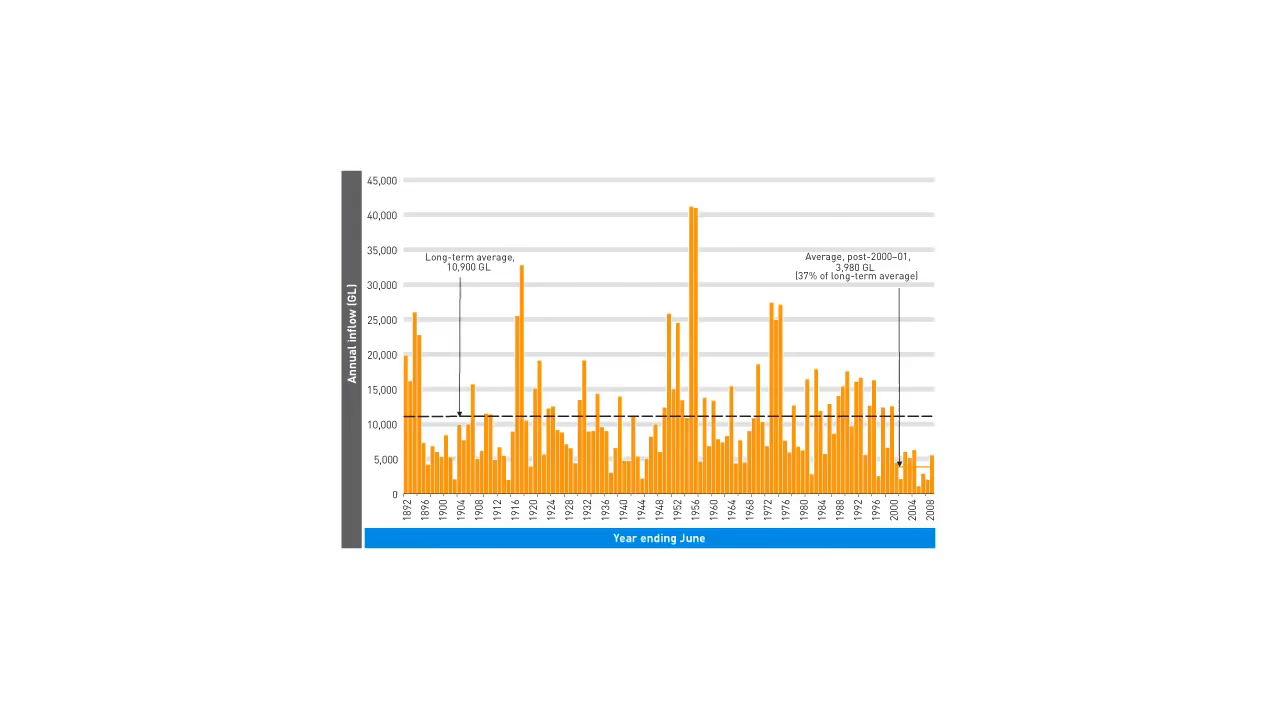 45,000
40,000
35,000
30,000
25,000
20,000
15,000
10,000
5,000
0
Annual inflow (GL)
Long-term average,
10,900 GL
Average, post-2000–01,
3,980 GL
(37% of long-term average)
1892 1896 1900 1904 1908 1912 1916 1920 1924 1928 1932 1936 1940 1944 1948 1952 1956 1960 1964 1968 1972 1976 1980 1984 1988 1992 1996 2000 2004 2008
Year ending June